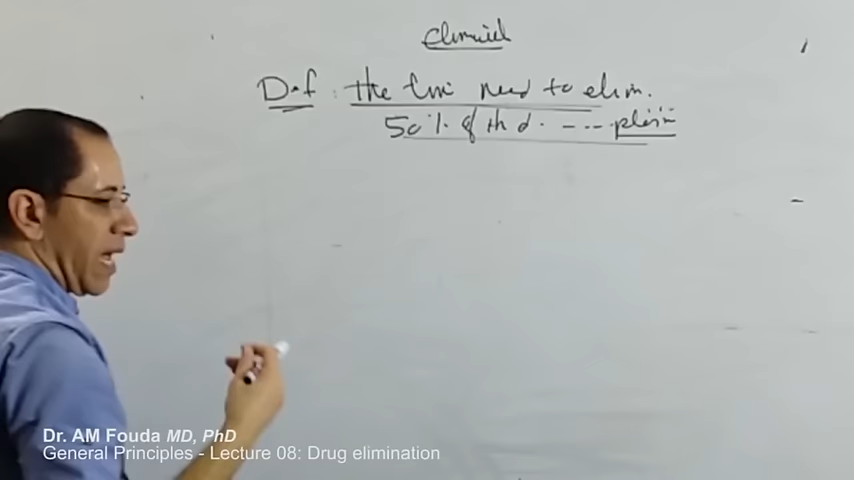 Def: the time need to elim.
50% of th d. --- plasm
Dr. AM Fouda MD, PhD
General Principles - Lecture 08: Drug elimination